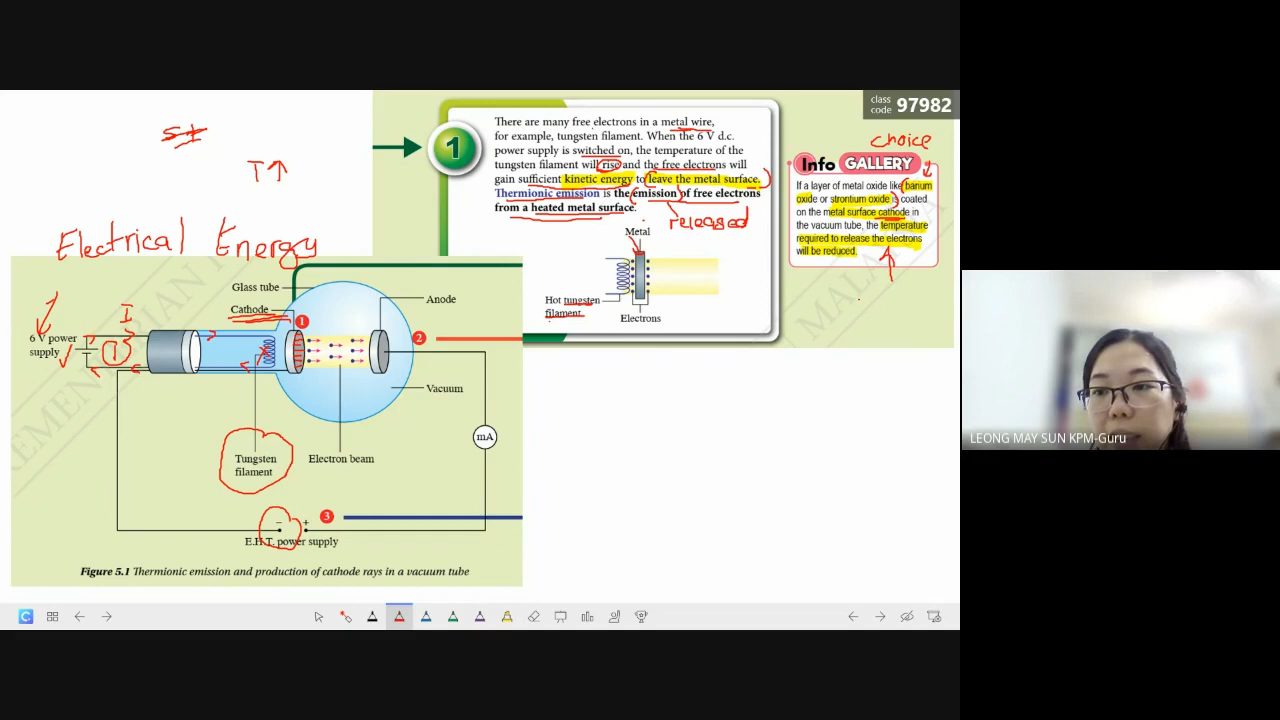 class
code 97982
choice
There are many free electrons in a metal wire,
for example, tungsten filament. When the 6 V d.c.
power supply is switched on, the temperature of the
tungsten filament will rise and the free electrons will
gain sufficient kinetic energy to leave the metal surface.
Thermionic emission is the emission of free electrons
from a heated metal surface.
1
released
Metal
Hot tungsten
filament
Electrons
Info GALLERY
If a layer of metal oxide like barium
oxide or strontium oxide is coated
on the metal surface cathode in
the vacuum tube, the temperature
required to release the electrons
will be reduced.
T↑
Electrical Energy
Glass tube
Cathode
Anode
1
2
I
6 V power
supply
1
Vacuum
mA
Tungsten
filament
Electron beam
3
− +
E.H.T. power supply
Figure 5.1 Thermionic emission and production of cathode rays in a vacuum tube
LEONG MAY SUN KPM-Guru
C